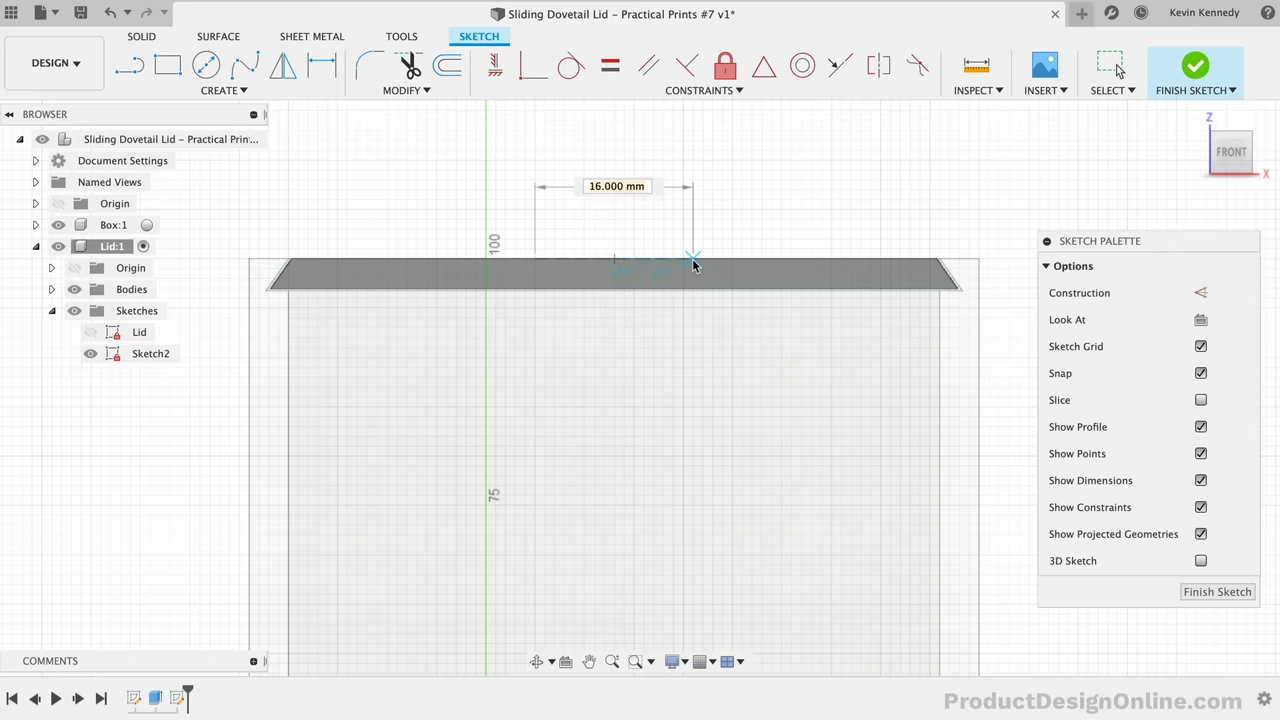 Sliding Dovetail Lid – Practical Prints #7 v1*
Kevin Kennedy
SOLID SURFACE SHEET METAL TOOLS SKETCH
DESIGN ▾
CREATE ▾ MODIFY ▾ CONSTRAINTS ▾ INSPECT ▾ INSERT ▾ SELECT ▾ FINISH SKETCH ▾
BROWSER
Sliding Dovetail Lid – Practical Prin...
Document Settings
Named Views
Origin
Box:1
Lid:1
Origin
Bodies
Sketches
Lid
Sketch2
16.000 mm
100
75
Z
FRONT
X
SKETCH PALETTE
Options
Construction
Look At
Sketch Grid
Snap
Slice
Show Profile
Show Points
Show Dimensions
Show Constraints
Show Projected Geometries
3D Sketch
Finish Sketch
COMMENTS
ProductDesignOnline.com